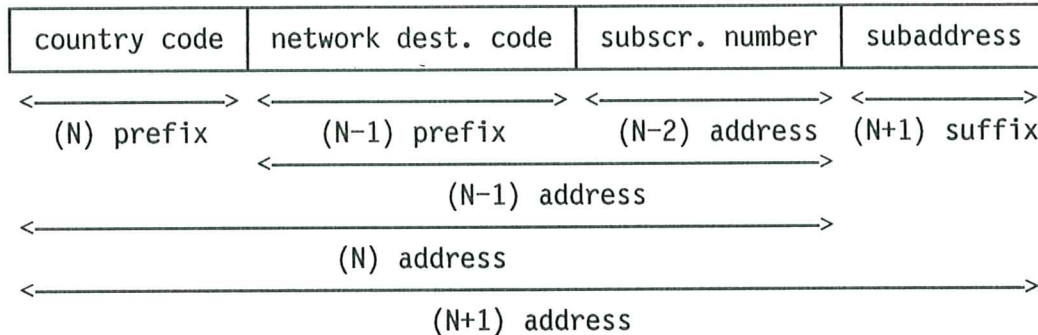 country code network dest. code subscr. number subaddress
(N) prefix (N-1) prefix (N-2) address (N+1) suffix
(N-1) address
(N) address
(N+1) address